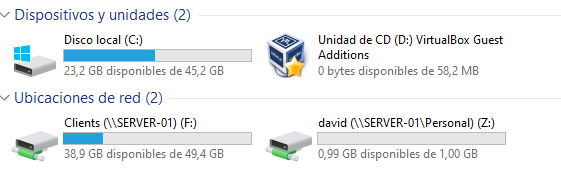 Dispositivos y unidades (2)
Disco local (C:)
23,2 GB disponibles de 45,2 GB
Unidad de CD (D:) VirtualBox Guest
Additions
0 bytes disponibles de 58,2 MB
Ubicaciones de red (2)
Clients (\\SERVER-01) (F:)
38,9 GB disponibles de 49,4 GB
david (\\SERVER-01\Personal) (Z:)
0,99 GB disponibles de 1,00 GB